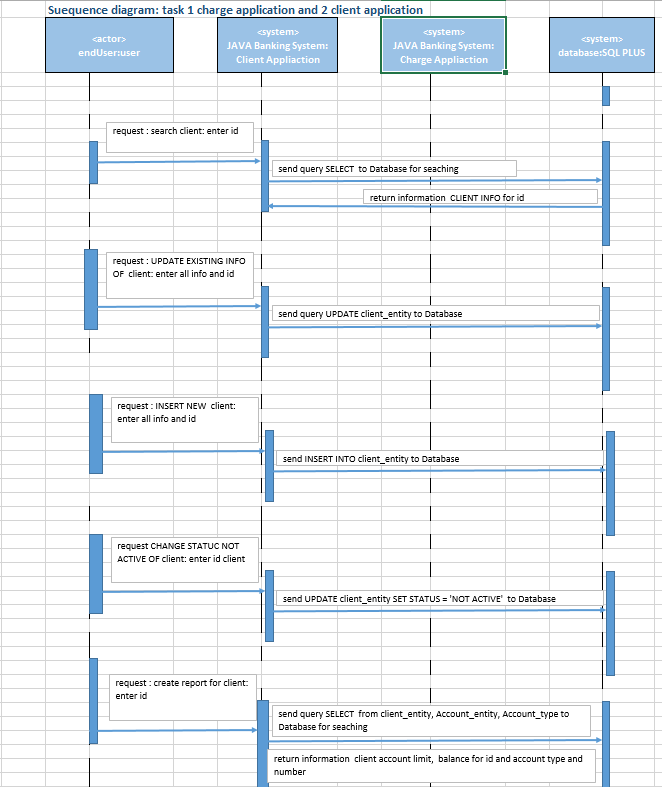 Suequence diagram: task 1 charge application and 2 client application
<actor>
endUser:user
<system>
JAVA Banking System:
Client Appliaction
<system>
JAVA Banking System:
Charge Appliaction
<system>
database:SQL PLUS
request : search client: enter id
send query SELECT  to Database for seaching
return information  CLIENT INFO for id
request : UPDATE EXISTING INFO
OF  client: enter all info and id
send query UPDATE client_entity to Database
request : INSERT NEW  client:
enter all info and id
send INSERT INTO client_entity to Database
request CHANGE STATUC NOT
ACTIVE OF client: enter id client
send UPDATE client_entity SET STATUS = 'NOT ACTIVE'  to Database
request : create report for client:
enter id
send query SELECT  from client_entity, Account_entity, Account_type to
Database for seaching
return information  client account limit,  balance for id and account type and
number